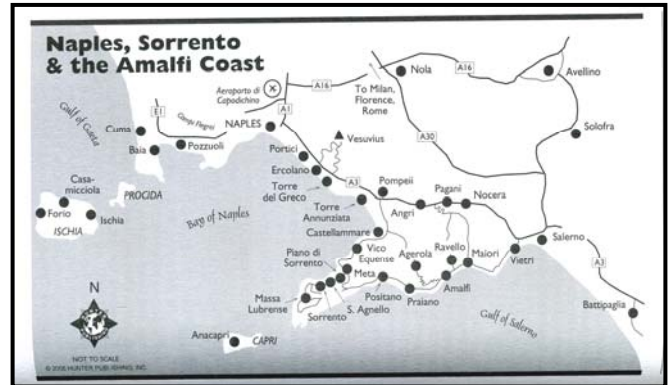 Naples, Sorrento
& the Amalfi Coast
Gulf of Gaeta
Aeroporto di
Capodichino
A16
To Milan,
Florence,
Rome
Nola
A16
Avellino
E1
Campi Flegrei
A1
Cuma
NAPLES
Baia
Pozzuoli
Vesuvius
A30
Solofra
Portici
Ercolano
Torre
del Greco
A3
Casa-
micciola
PROCIDA
Forio
Ischia
ISCHIA
Bay of Naples
Torre
Annunziata
Pompeii
Pagani
Nocera
Angri
Castellammare
Vico
Equense
Piano di
Sorrento
Meta
Agerola
Ravello
Maiori
Salerno
Vietri
A3
Massa
Lubrense
Sorrento
S. Agnello
Positano
Praiano
Amalfi
Battipaglia
Gulf of Salerno
N
Anacapri
CAPRI
NOT TO SCALE
© 2008 HUNTER PUBLISHING, INC.